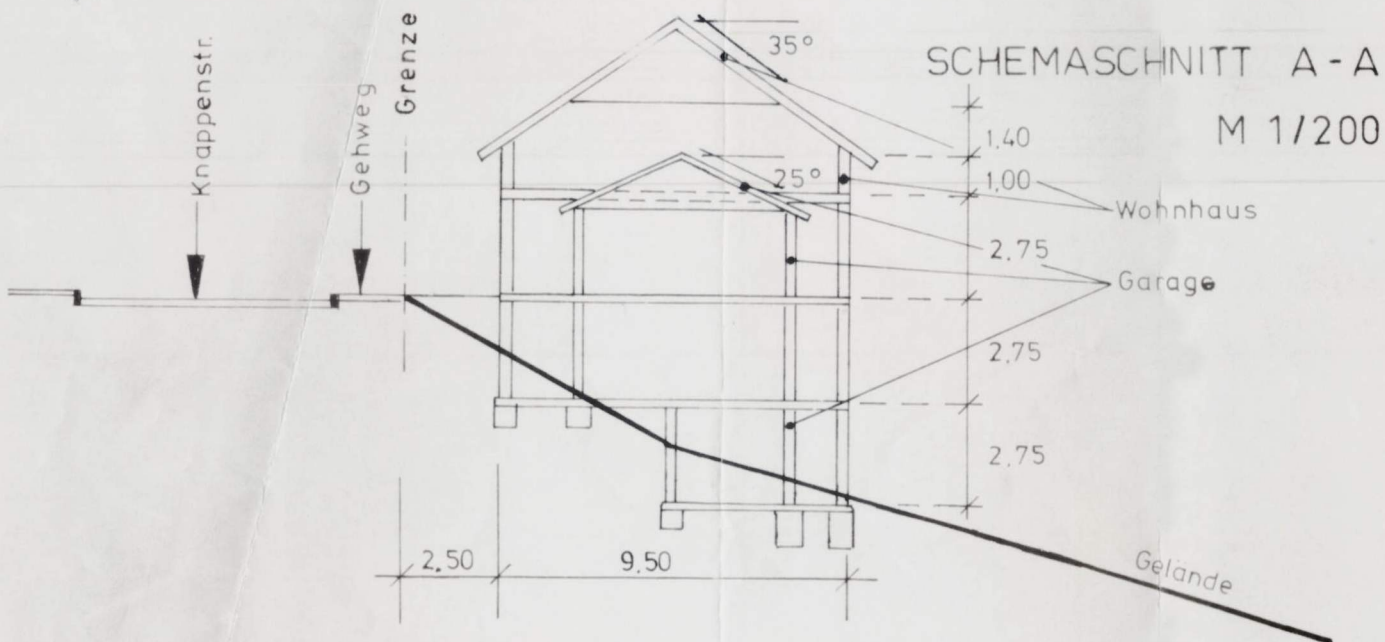 SCHEMASCHNITT A - A
M 1/200
Knappenstr.
Gehweg
Grenze
35°
25°
1.40
1,00
Wohnhaus
2,75
Garage
2,75
2,75
2,50
9,50
Gelände